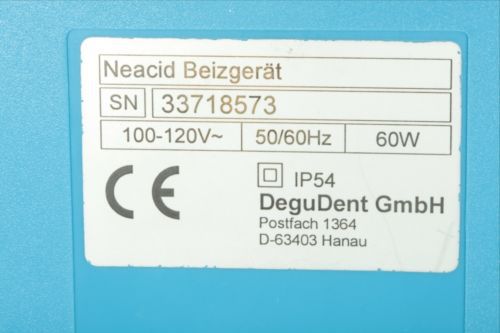 Neacid Beizgerät
SN 33718573
100-120V~ 50/60Hz 60W
CE IP54
DeguDent GmbH
Postfach 1364
D-63403 Hanau